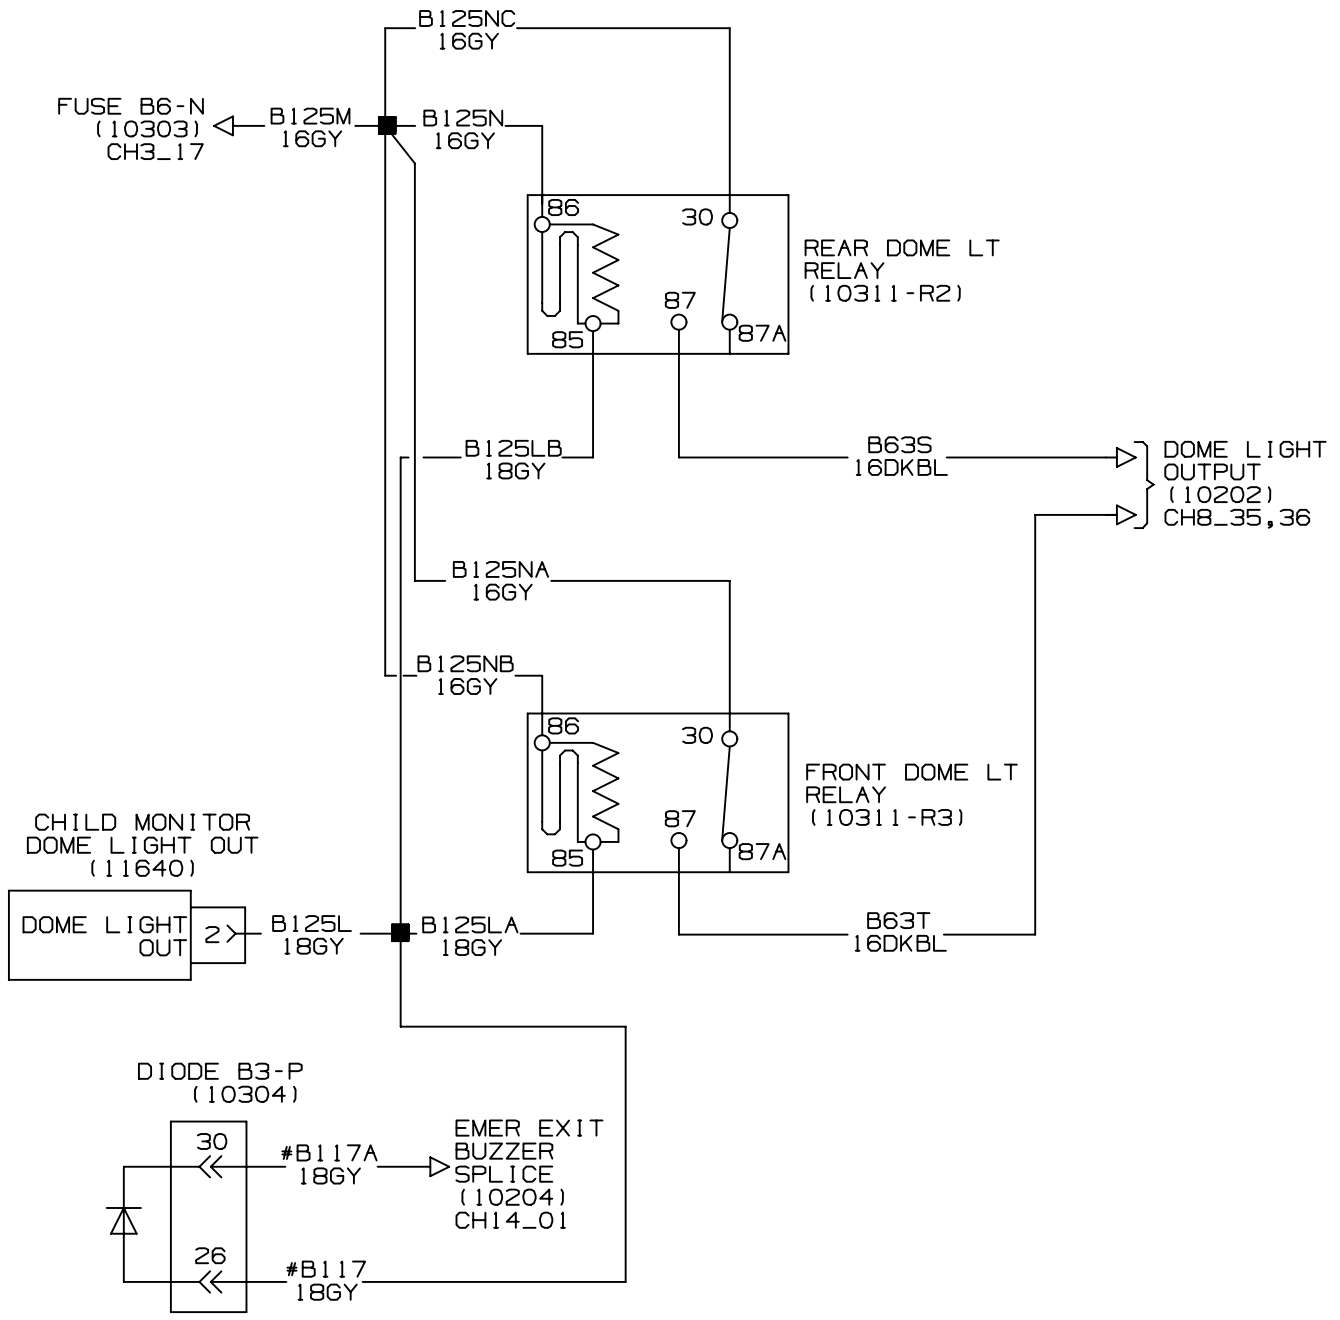 B125NC
16GY
FUSE B6-N
(10303)
CH3_17
B125M
16GY
B125N
16GY
86
30
87
85
87A
REAR DOME LT
RELAY
(10311-R2)
B125LB
18GY
B63S
16DKBL
DOME LIGHT
OUTPUT
(10202)
CH8_35,36
B125NA
16GY
B125NB
16GY
86
30
87
85
87A
FRONT DOME LT
RELAY
(10311-R3)
CHILD MONITOR
DOME LIGHT OUT
(11640)
DOME LIGHT
OUT
2
B125L
18GY
B125LA
18GY
B63T
16DKBL
DIODE B3-P
(10304)
30
#B117A
18GY
EMER EXIT
BUZZER
SPLICE
(10204)
CH14_01
26
#B117
18GY